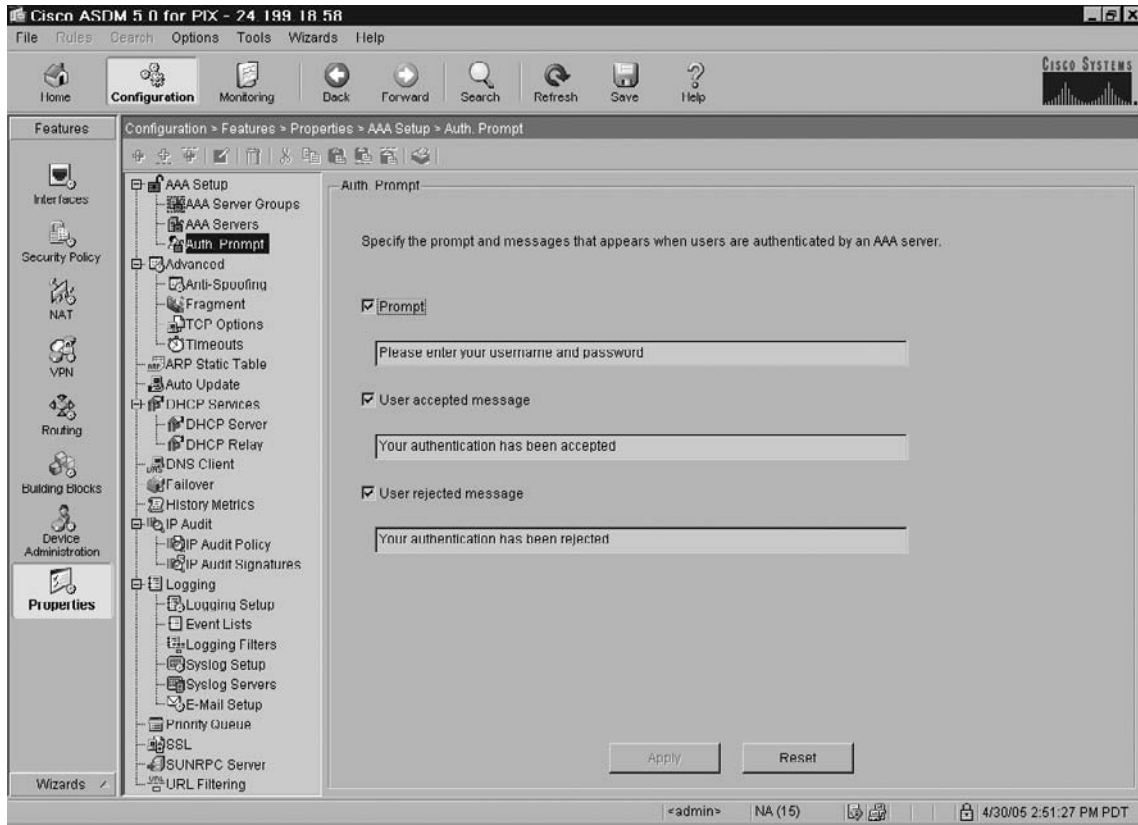 Cisco ASDM 5.0 for PIX - 24.199.18.58
File Rules Search Options Tools Wizards Help
Home Configuration Monitoring Back Forward Search Refresh Save Help
CISCO SYSTEMS
Features
Configuration > Features > Properties > AAA Setup > Auth. Prompt
Interfaces
Security Policy
NAT
VPN
Routing
Building Blocks
Device
Administration
Properties
Wizards
AAA Setup
AAA Server Groups
AAA Servers
Auth. Prompt
Advanced
Anti-Spoofing
Fragment
TCP Options
Timeouts
ARP Static Table
Auto Update
DHCP Services
DHCP Server
DHCP Relay
DNS Client
Failover
History Metrics
IP Audit
IP Audit Policy
IP Audit Signatures
Logging
Logging Setup
Event Lists
Logging Filters
Syslog Setup
Syslog Servers
E-Mail Setup
Priority Queue
SSL
SUNRPC Server
URL Filtering
Auth. Prompt
Specify the prompt and messages that appears when users are authenticated by an AAA server.
Prompt
Please enter your username and password
User accepted message
Your authentication has been accepted
User rejected message
Your authentication has been rejected
Apply Reset
<admin> NA (15) 4/30/05 2:51:27 PM PDT